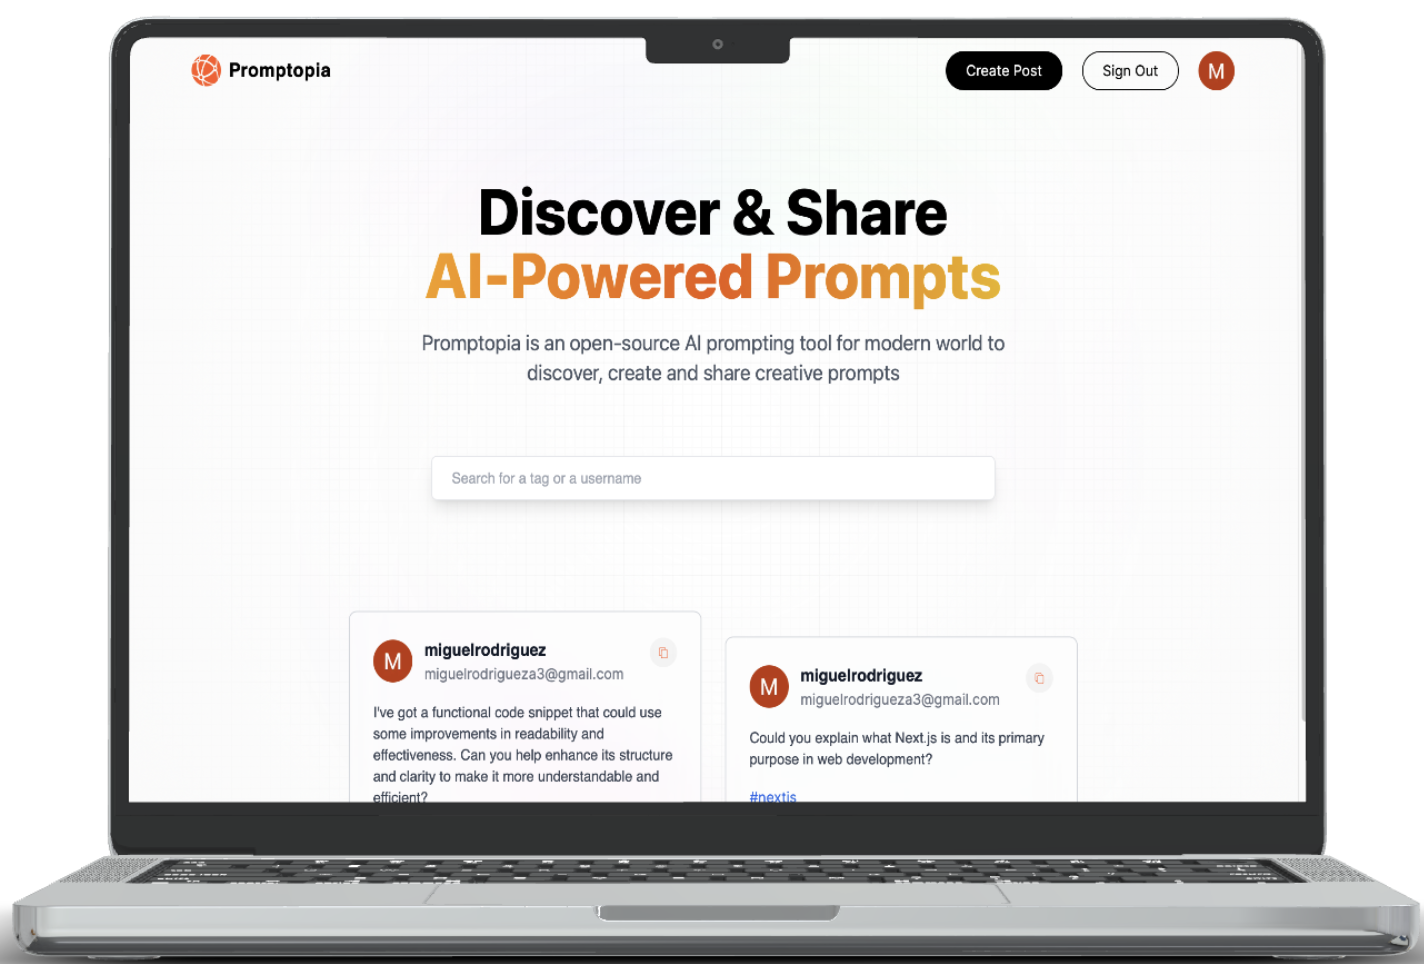 Promptopia
Create Post
Sign Out
M
Discover & Share
AI-Powered Prompts
Promptopia is an open-source AI prompting tool for modern world to
discover, create and share creative prompts
Search for a tag or a username
M
miguelrodriguez
miguelrodrigueza3@gmail.com
I've got a functional code snippet that could use
some improvements in readability and
effectiveness. Can you help enhance its structure
and clarity to make it more understandable and
efficient?
M
miguelrodriguez
miguelrodrigueza3@gmail.com
Could you explain what Next.js is and its primary
purpose in web development?
#nextjs